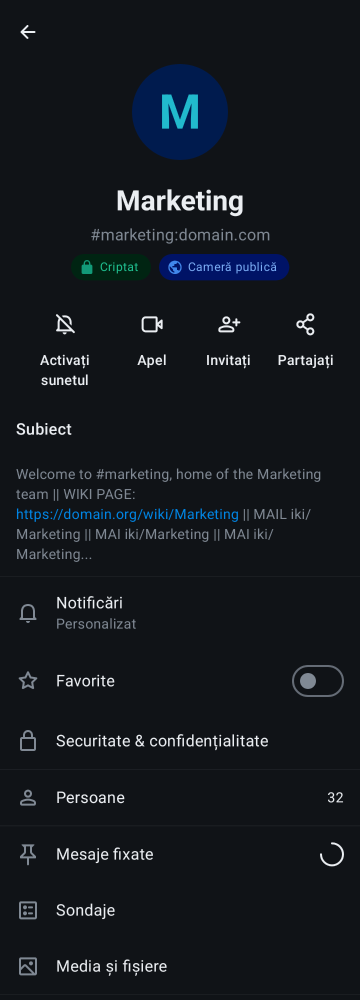 M
Marketing
#marketing:domain.com
Criptat
Cameră publică
Activați
sunetul
Apel
Invitați
Partajați
Subiect
Welcome to #marketing, home of the Marketing
team || WIKI PAGE:
https://domain.org/wiki/Marketing || MAIL iki/
Marketing || MAI iki/Marketing || MAI iki/
Marketing...
Notificări
Personalizat
Favorite
Securitate & confidențialitate
Persoane
32
Mesaje fixate
Sondaje
Media și fișiere